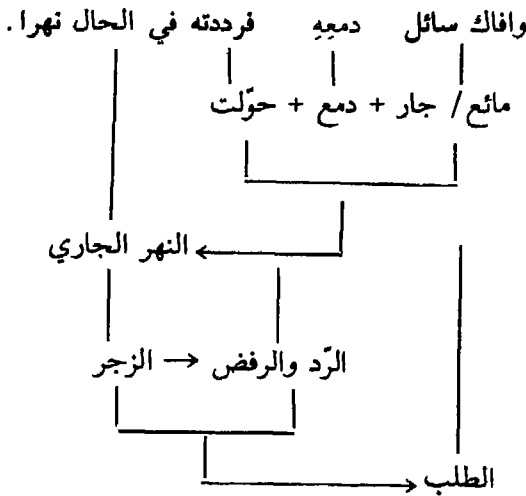 وافاك سائل دمعِهِ فرددته في الحال نهرا.
مائع / جار + دمع + حوّلت
النهر الجاري
الرّد والرفض → الزجر
الطلب